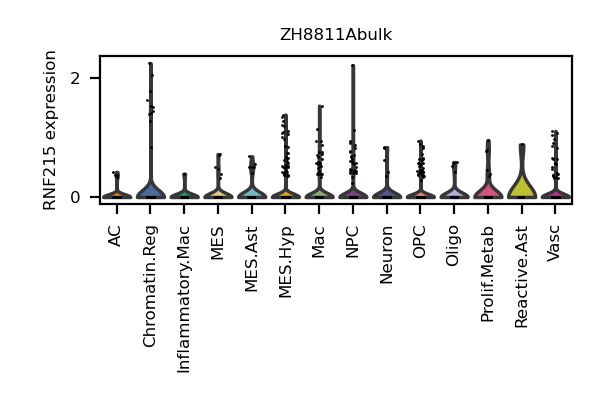 ZH8811Abulk
RNF215 expression
2
0
AC
Chromatin.Reg
Inflammatory.Mac
MES
MES.Ast
MES.Hyp
Mac
NPC
Neuron
OPC
Oligo
Prolif.Metab
Reactive.Ast
Vasc